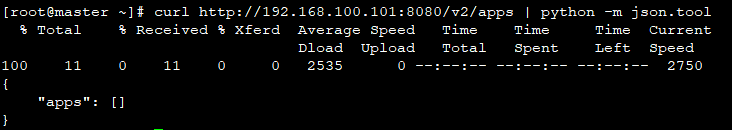 [root@master ~]# curl http://192.168.100.101:8080/v2/apps | python -m json.tool
  % Total    % Received % Xferd  Average Speed   Time    Time     Time  Current
                                 Dload  Upload   Total   Spent    Left  Speed
100    11    0    11    0     0   2535      0 --:--:-- --:--:-- --:--:--  2750
{
    "apps": []
}